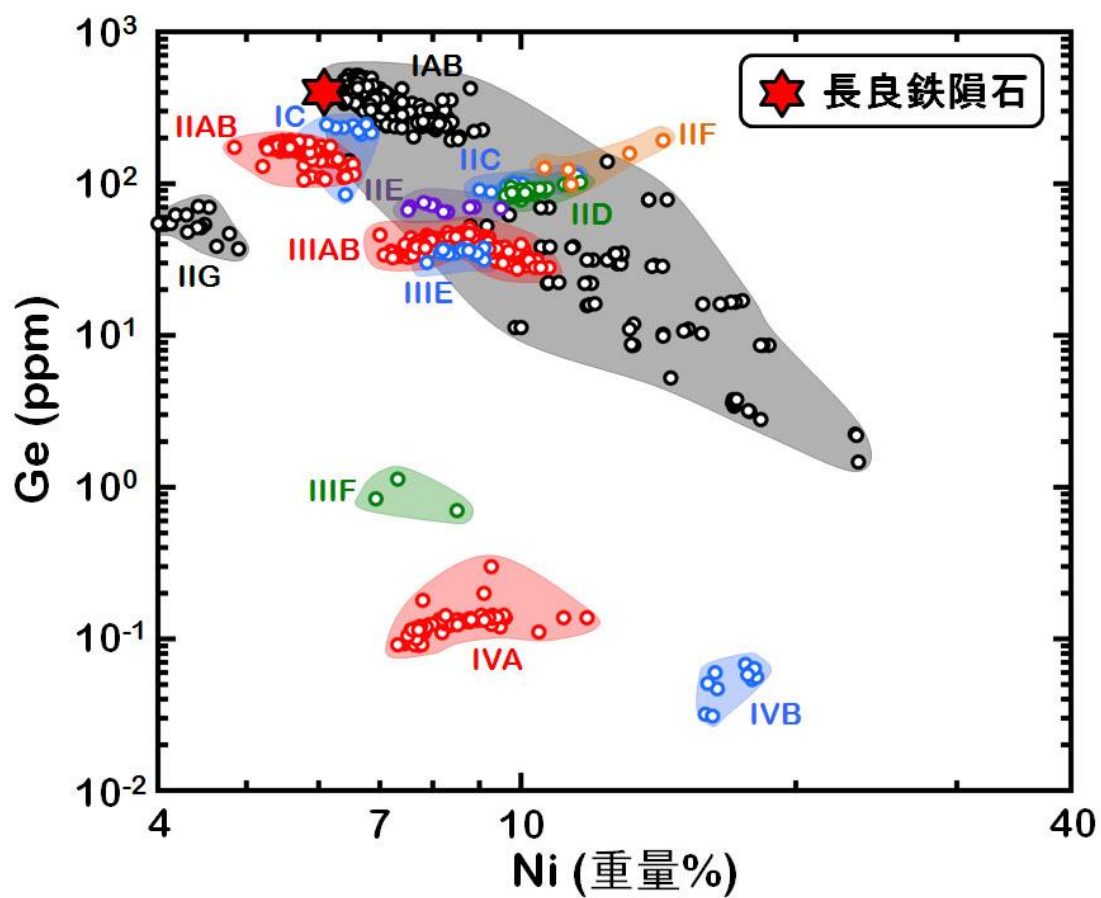 10³
IAB
長良鉄隕石
IC
IIAB
IIF
IIC
10²
IIE
IID
IIIAB
IIG
IIIE
10¹
Ge (ppm)
10⁰
IIIF
10⁻¹
IVA
IVB
10⁻²
4 7 10 40
Ni (重量%)